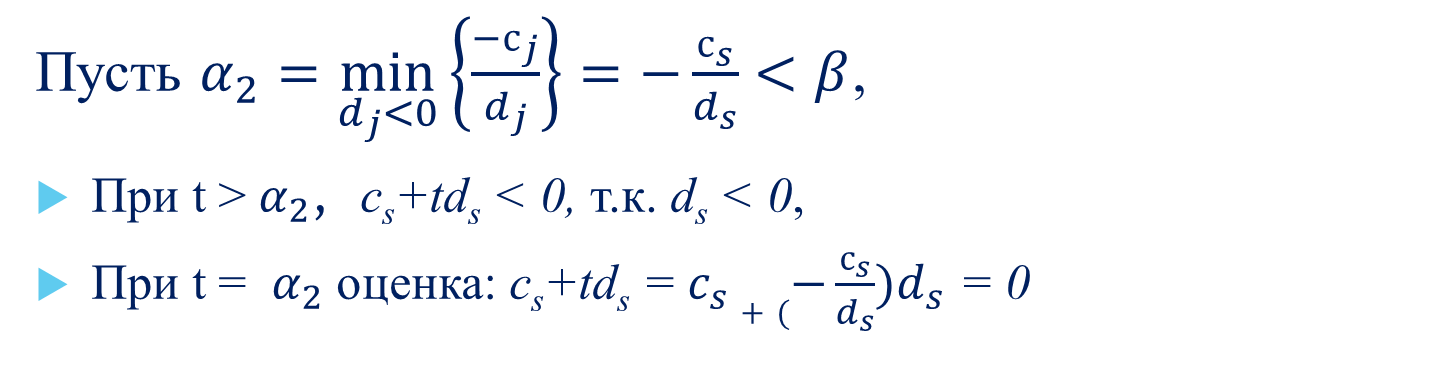 Пусть α₂ = min_{d_j<0} {−c_j / d_j} = − c_s / d_s < β,
При t > α₂, c_s+td_s < 0, т.к. d_s < 0,
При t = α₂ оценка: c_s+td_s = c_s + (− c_s / d_s)d_s = 0